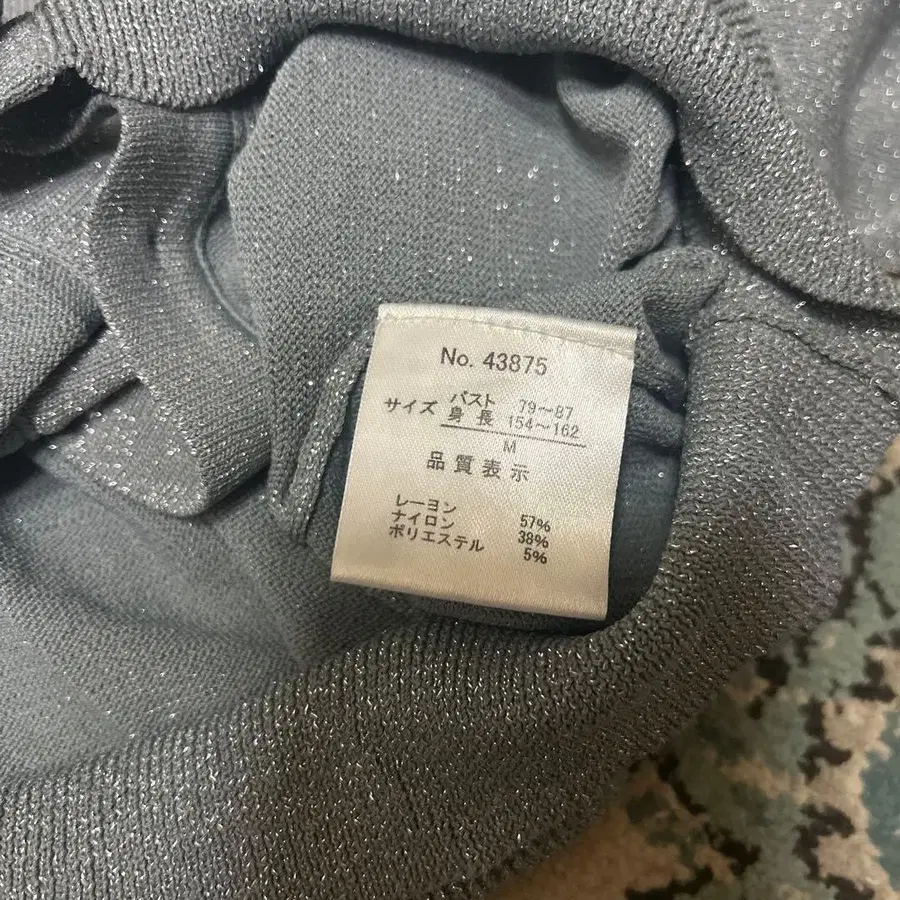 No. 43875
サイズ バスト 79~87
身長 154~162
M
品質表示
レーヨン 57%
ナイロン 38%
ポリエステル 5%